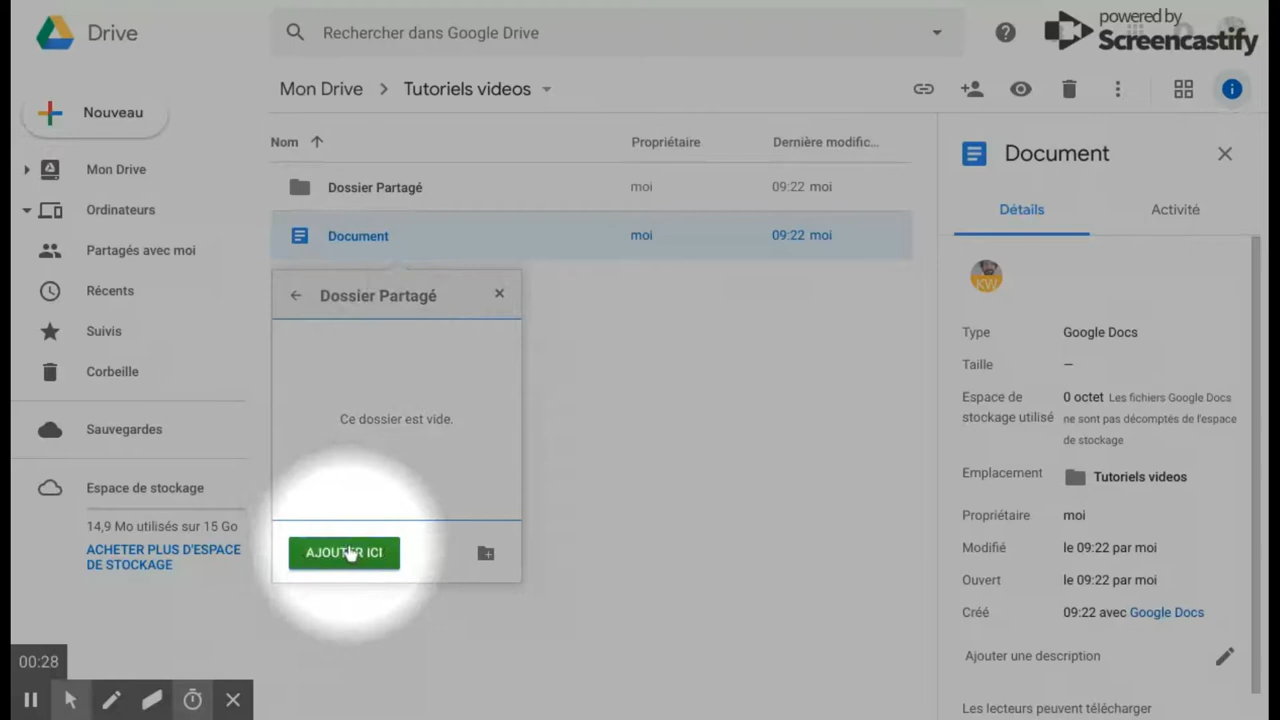 Drive
Rechercher dans Google Drive
powered by
Screencastify
Mon Drive > Tutoriels videos
Nouveau
Mon Drive
Ordinateurs
Partagés avec moi
Récents
Suivis
Corbeille
Sauvegardes
Espace de stockage
14,9 Mo utilisés sur 15 Go
ACHETER PLUS D'ESPACE
DE STOCKAGE
Nom Propriétaire Dernière modific...
Dossier Partagé moi 09:22 moi
Document moi 09:22 moi
Dossier Partagé
Ce dossier est vide.
AJOUTER ICI
Document
Détails Activité
KW
Type Google Docs
Taille —
Espace de 0 octet Les fichiers Google Docs
stockage utilisé ne sont pas décomptés de l'espace
de stockage
Emplacement Tutoriels videos
Propriétaire moi
Modifié le 09:22 par moi
Ouvert le 09:22 par moi
Créé 09:22 avec Google Docs
Ajouter une description
Les lecteurs peuvent télécharger
00:28